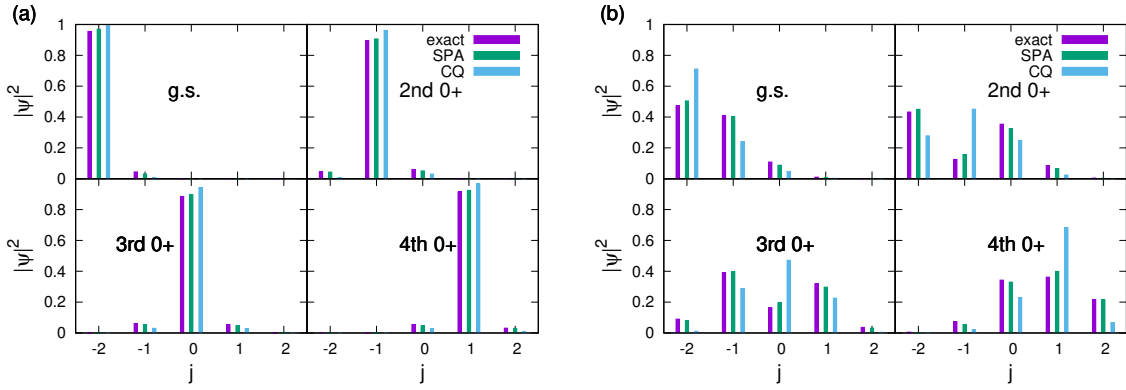 (a)
1
0.8
0.6
0.4
0.2
0
|ψ|²
g.s.
exact
SPA
CQ
2nd 0+
0.8
0.6
0.4
0.2
0
|ψ|²
3rd 0+
4th 0+
-2 -1 0 1 2
-2 -1 0 1 2
j
j
(b)
1
0.8
0.6
0.4
0.2
0
|ψ|²
g.s.
exact
SPA
CQ
2nd 0+
0.8
0.6
0.4
0.2
0
|ψ|²
3rd 0+
4th 0+
-2 -1 0 1 2
-2 -1 0 1 2
j
j